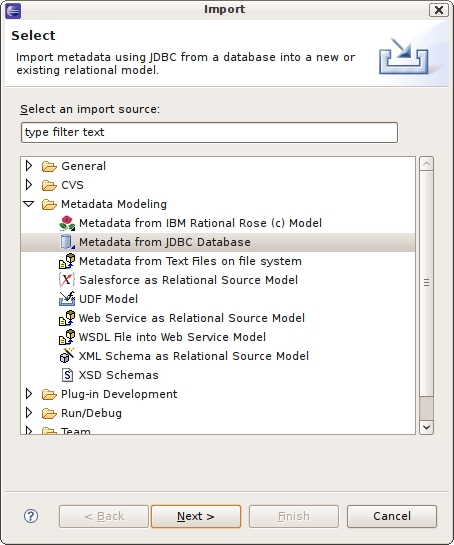 Import
Select
Import metadata using JDBC from a database into a new or
existing relational model.
Select an import source:
type filter text
General
CVS
Metadata Modeling
Metadata from IBM Rational Rose (c) Model
Metadata from JDBC Database
Metadata from Text Files on file system
Salesforce as Relational Source Model
UDF Model
Web Service as Relational Source Model
WSDL File into Web Service Model
XML Schema as Relational Source Model
XSD Schemas
Plug-in Development
Run/Debug
Team
< Back Next > Finish Cancel